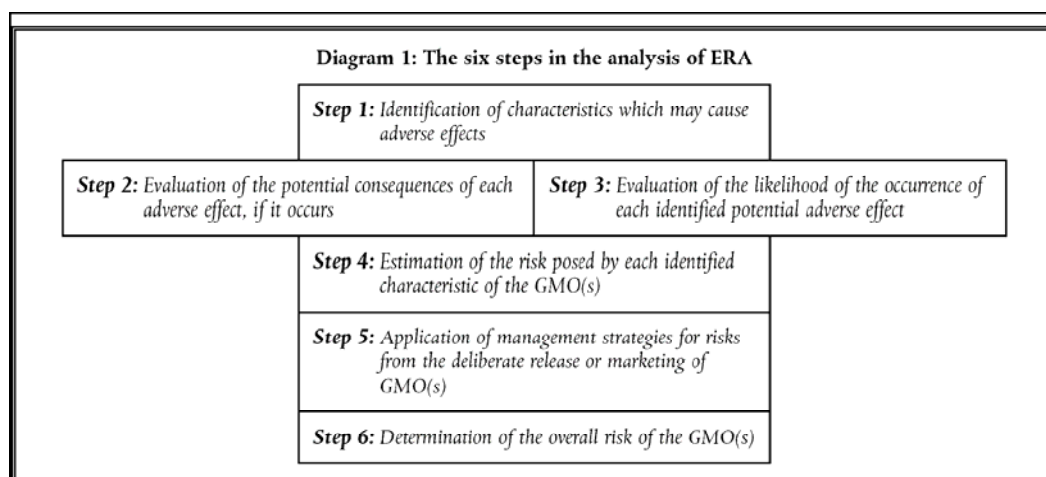 Diagram 1: The six steps in the analysis of ERA
Step 1: Identification of characteristics which may cause
adverse effects
Step 2: Evaluation of the potential consequences of each
adverse effect, if it occurs
Step 3: Evaluation of the likelihood of the occurrence of
each identified potential adverse effect
Step 4: Estimation of the risk posed by each identified
characteristic of the GMO(s)
Step 5: Application of management strategies for risks
from the deliberate release or marketing of
GMO(s)
Step 6: Determination of the overall risk of the GMO(s)